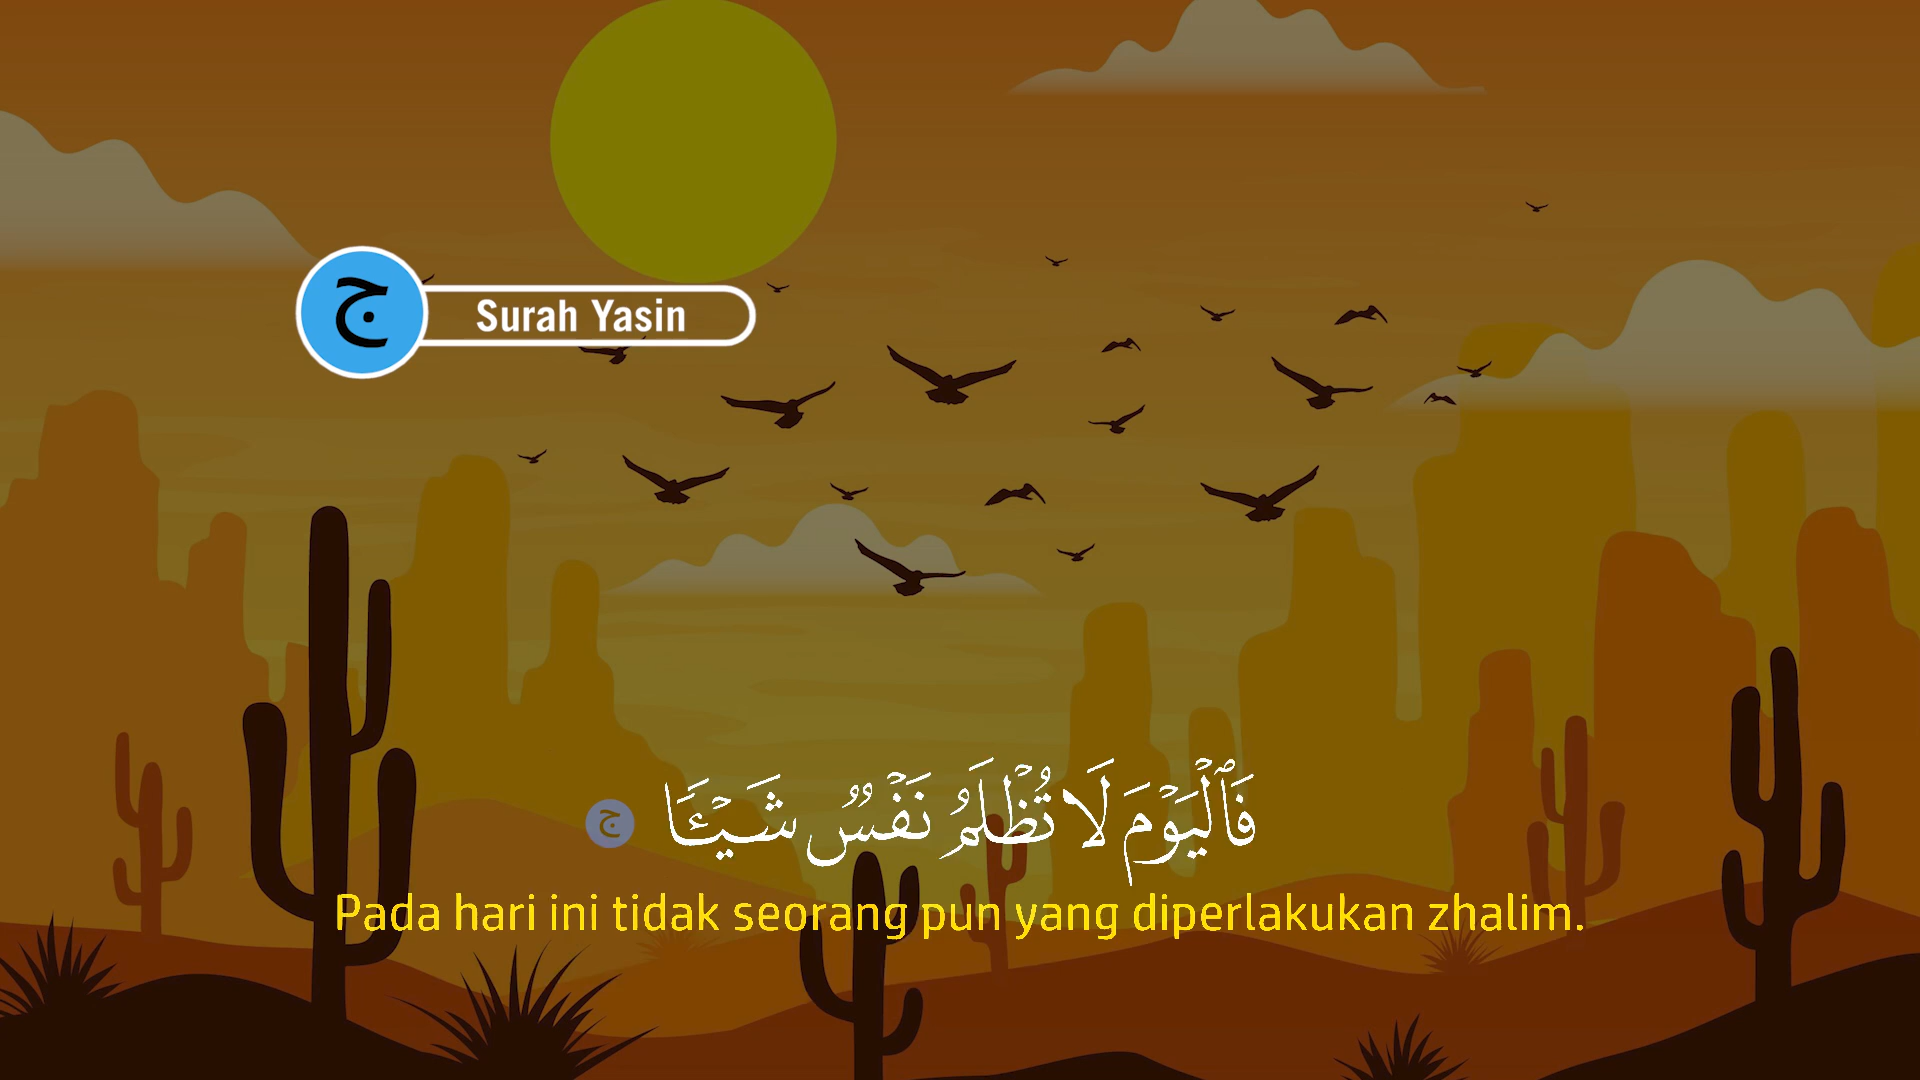 ج
Surah Yasin
فَٱلْيَوْمَ لَا تُظْلَمُ نَفْسٌ شَيْـًٔا ج
Pada hari ini tidak seorang pun yang diperlakukan zhalim.